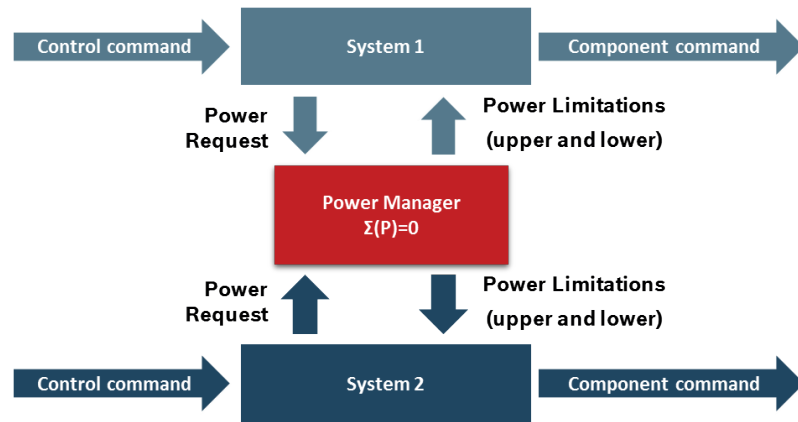 Control command
System 1
Component command
Power
Request
Power Limitations
(upper and lower)
Power Manager
Σ(P)=0
Power
Request
Power Limitations
(upper and lower)
Control command
System 2
Component command